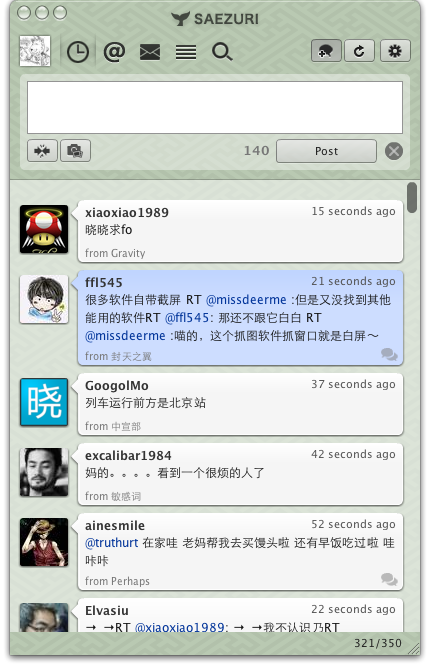 SAEZURI
140
Post
xiaoxiao1989
15 seconds ago
晓晓求fo
from Gravity
ffl545
21 seconds ago
很多软件自带截屏 RT @missdeerme :但是又没找到其他
能用的软件RT @ffl545: 那还不跟它白白 RT
@missdeerme :喵的，这个抓图软件抓窗口就是白屏～
from 封天之翼
晓
GoogolMo
37 seconds ago
列车运行前方是北京站
from 中宣部
excalibar1984
42 seconds ago
妈的。。。。看到一个很烦的人了
from 敏感词
ainesmile
52 seconds ago
@truthurt 在家哇 老妈帮我去买馒头啦 还有早饭吃过啦 哇
咔咔
from Perhaps
Elvasiu
22 seconds ago
→ →RT @xiaoxiao1989: → →我不认识乃RT
321/350